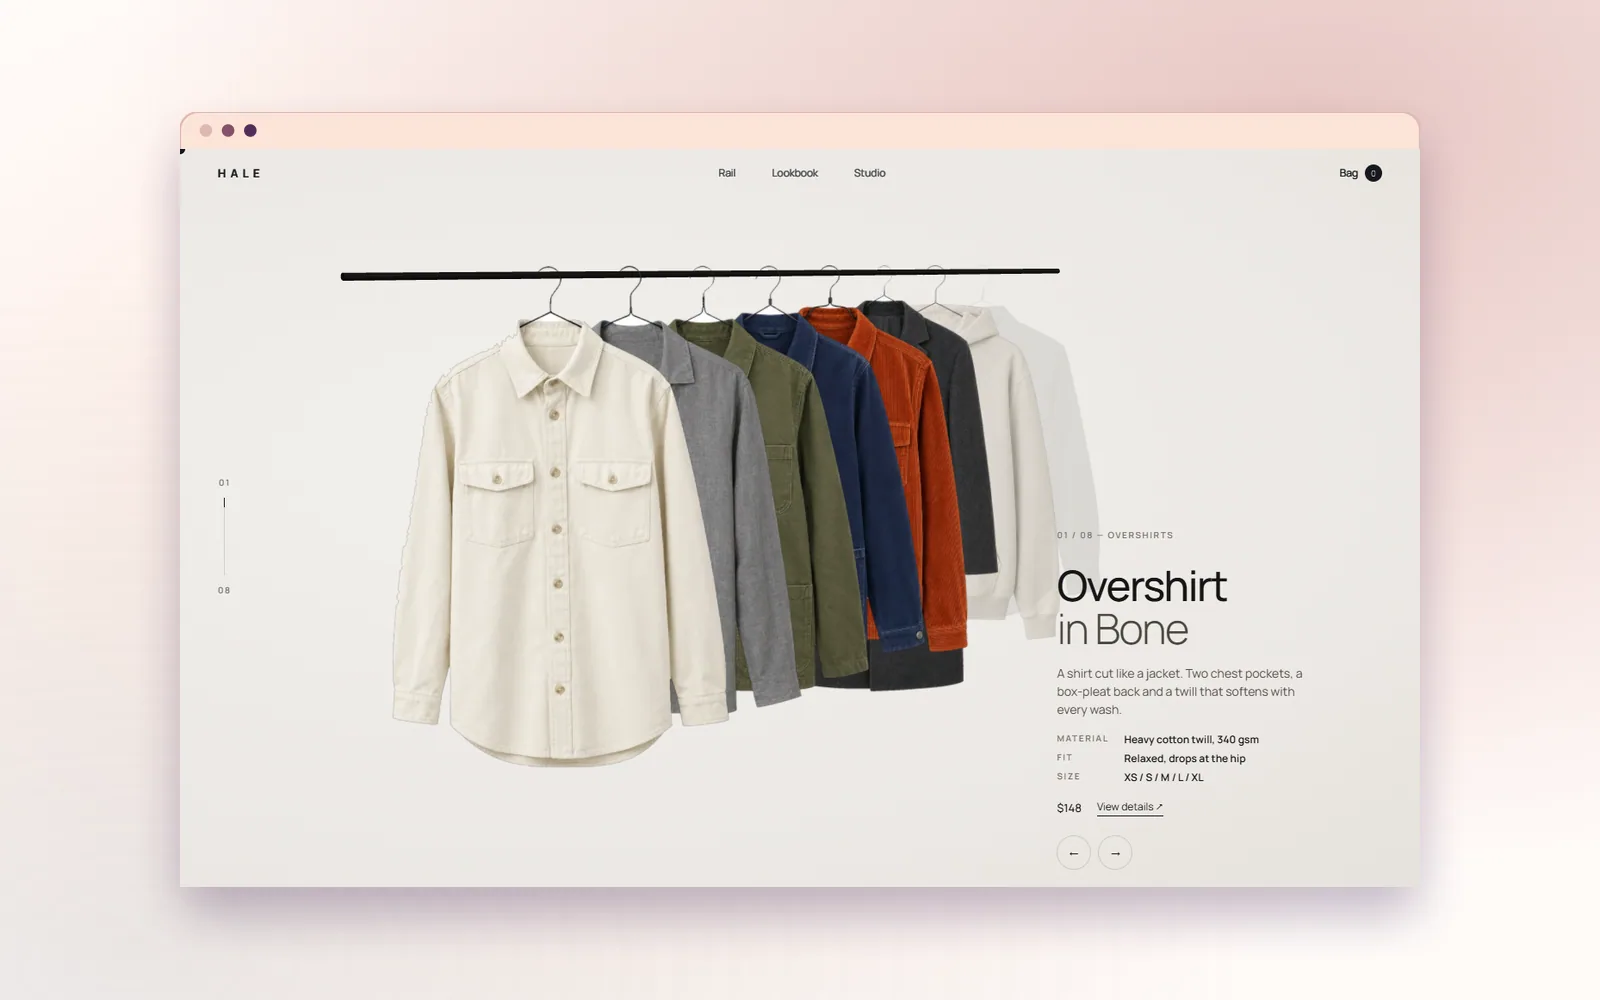 HALE
Rail
Lookbook
Studio
Bag 0
01
08
01 / 08 — OVERSHIRTS
Overshirt
in Bone
A shirt cut like a jacket. Two chest pockets, a
box-pleat back and a twill that softens with
every wash.
MATERIAL Heavy cotton twill, 340 gsm
FIT Relaxed, drops at the hip
SIZE XS / S / M / L / XL
$148 View details ↗
← →